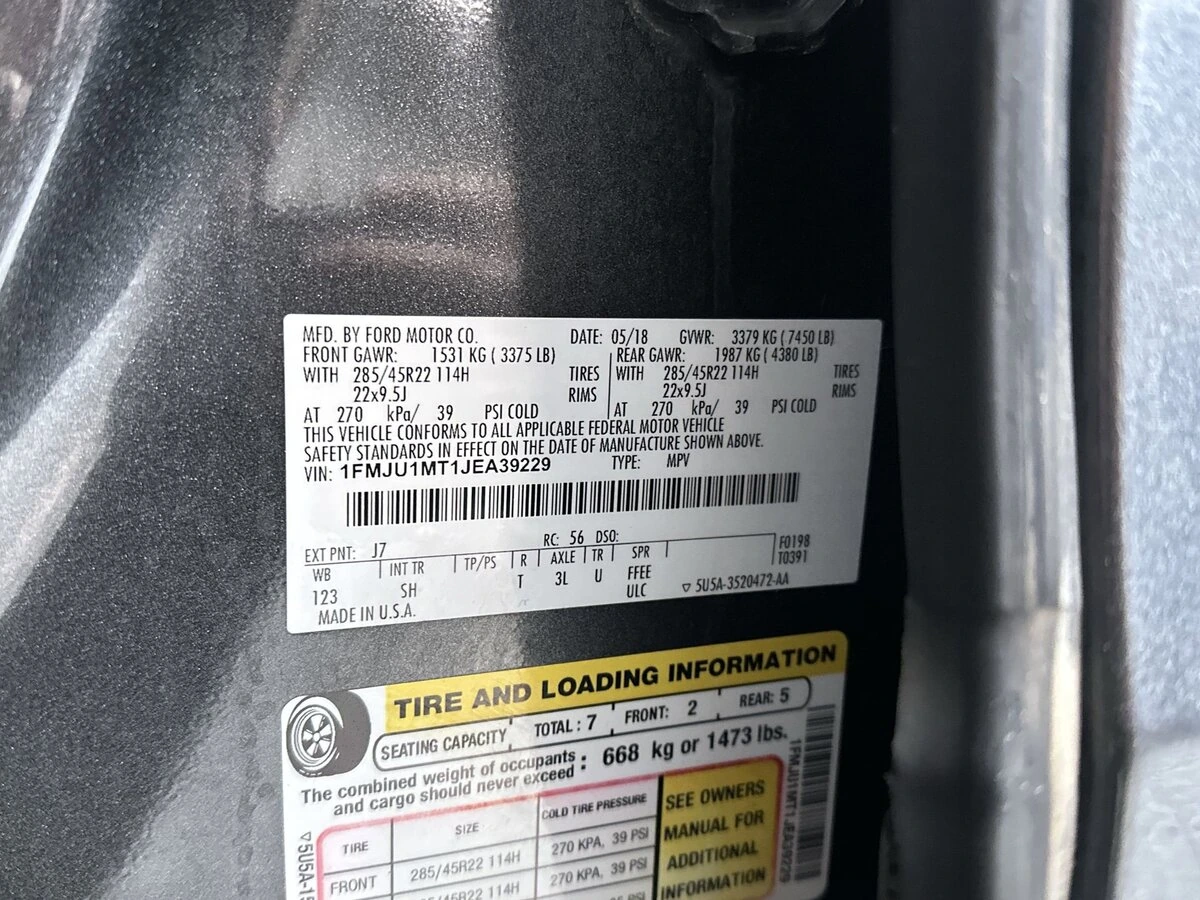 MFD. BY FORD MOTOR CO. DATE: 05/18 GVWR: 3379 KG ( 7450 LB)
FRONT GAWR: 1531 KG ( 3375 LB) REAR GAWR: 1987 KG ( 4380 LB)
WITH 285/45R22 114H TIRES WITH 285/45R22 114H TIRES
22x9.5J RIMS 22x9.5J RIMS
AT 270 kPa/ 39 PSI COLD AT 270 kPa/ 39 PSI COLD
THIS VEHICLE CONFORMS TO ALL APPLICABLE FEDERAL MOTOR VEHICLE
SAFETY STANDARDS IN EFFECT ON THE DATE OF MANUFACTURE SHOWN ABOVE.
VIN: 1FMJU1MT1JEA39229 TYPE: MPV
EXT PNT: J7 RC: 56 DSO:
WB INT TR TP/PS R AXLE TR SPR F0198
T0391
123 SH T 3L U FFEE
ULC ▽ 5U5A-3520472-AA
MADE IN U.S.A.
TIRE AND LOADING INFORMATION
SEATING CAPACITY TOTAL : 7 FRONT: 2 REAR: 5
The combined weight of occupants
and cargo should never exceed : 668 kg or 1473 lbs.
TIRE SIZE COLD TIRE PRESSURE
FRONT 285/45R22 114H 270 KPA, 39 PSI
270 KPA, 39 PSI
SEE OWNERS
MANUAL FOR
ADDITIONAL
INFORMATION
1FMJU1MT1JEA39229